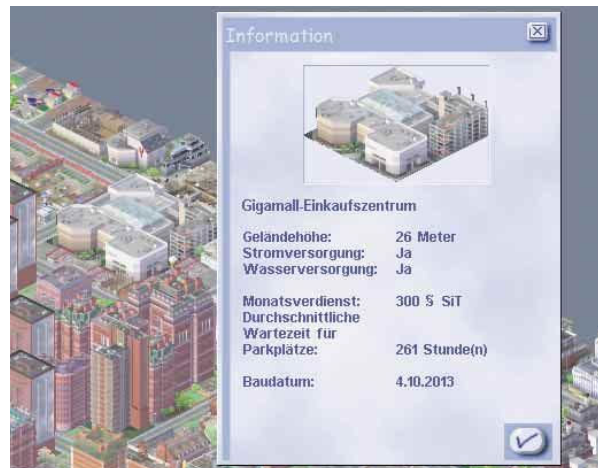 Information
Gigamall-Einkaufszentrum
Geländehöhe: 26 Meter
Stromversorgung: Ja
Wasserversorgung: Ja
Monatsverdienst: 300 § SiT
Durchschnittliche
Wartezeit für
Parkplätze: 261 Stunde(n)
Baudatum: 4.10.2013